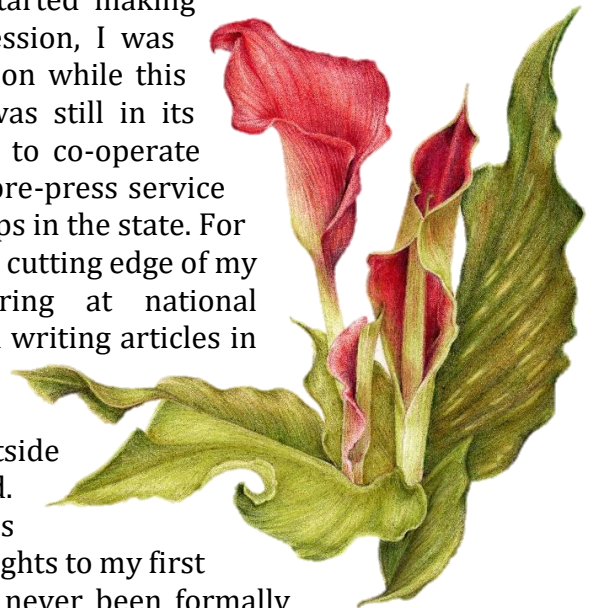 started making
ession, I was
on while this
was still in its
to co-operate
pre-press service
ps in the state. For
cutting edge of my
ring at national
writing articles in
tside
d.
s
ghts to my first
never been formally